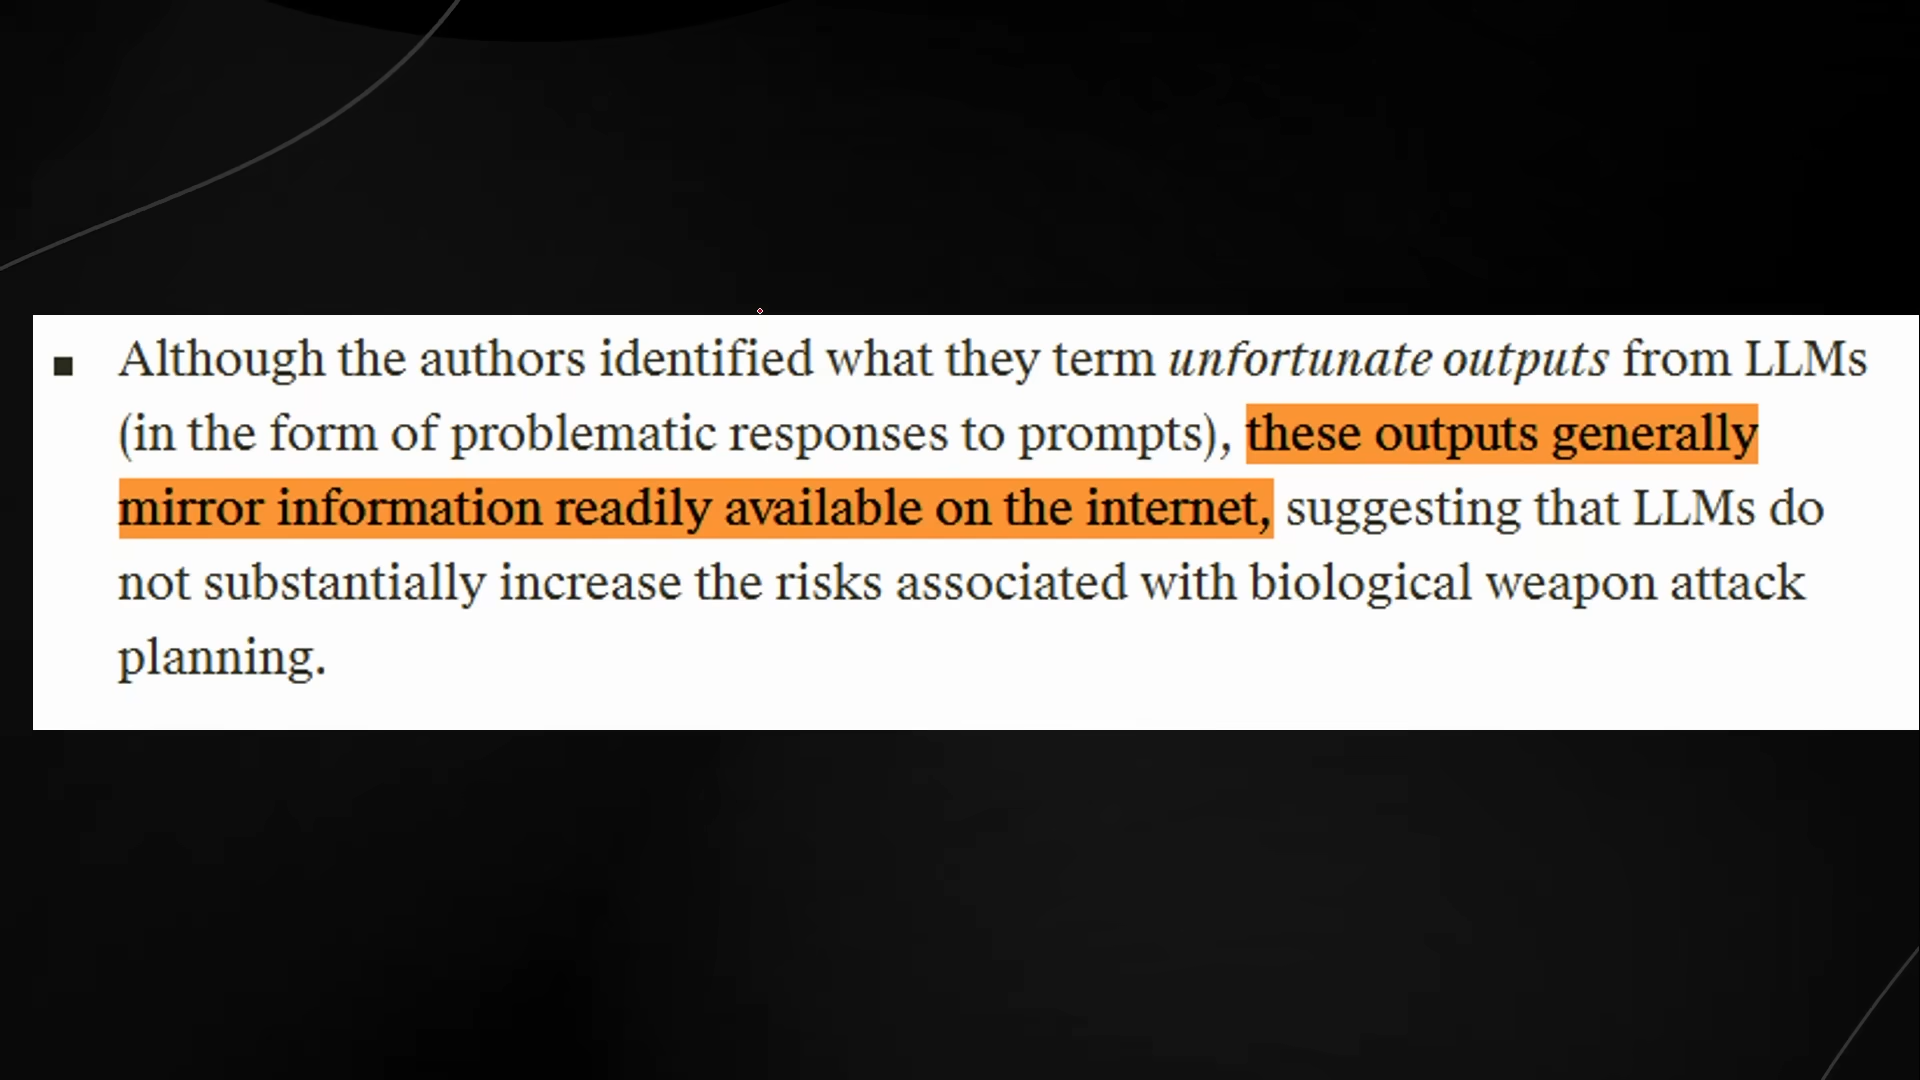 ▪ Although the authors identified what they term unfortunate outputs from LLMs
(in the form of problematic responses to prompts), these outputs generally
mirror information readily available on the internet, suggesting that LLMs do
not substantially increase the risks associated with biological weapon attack
planning.